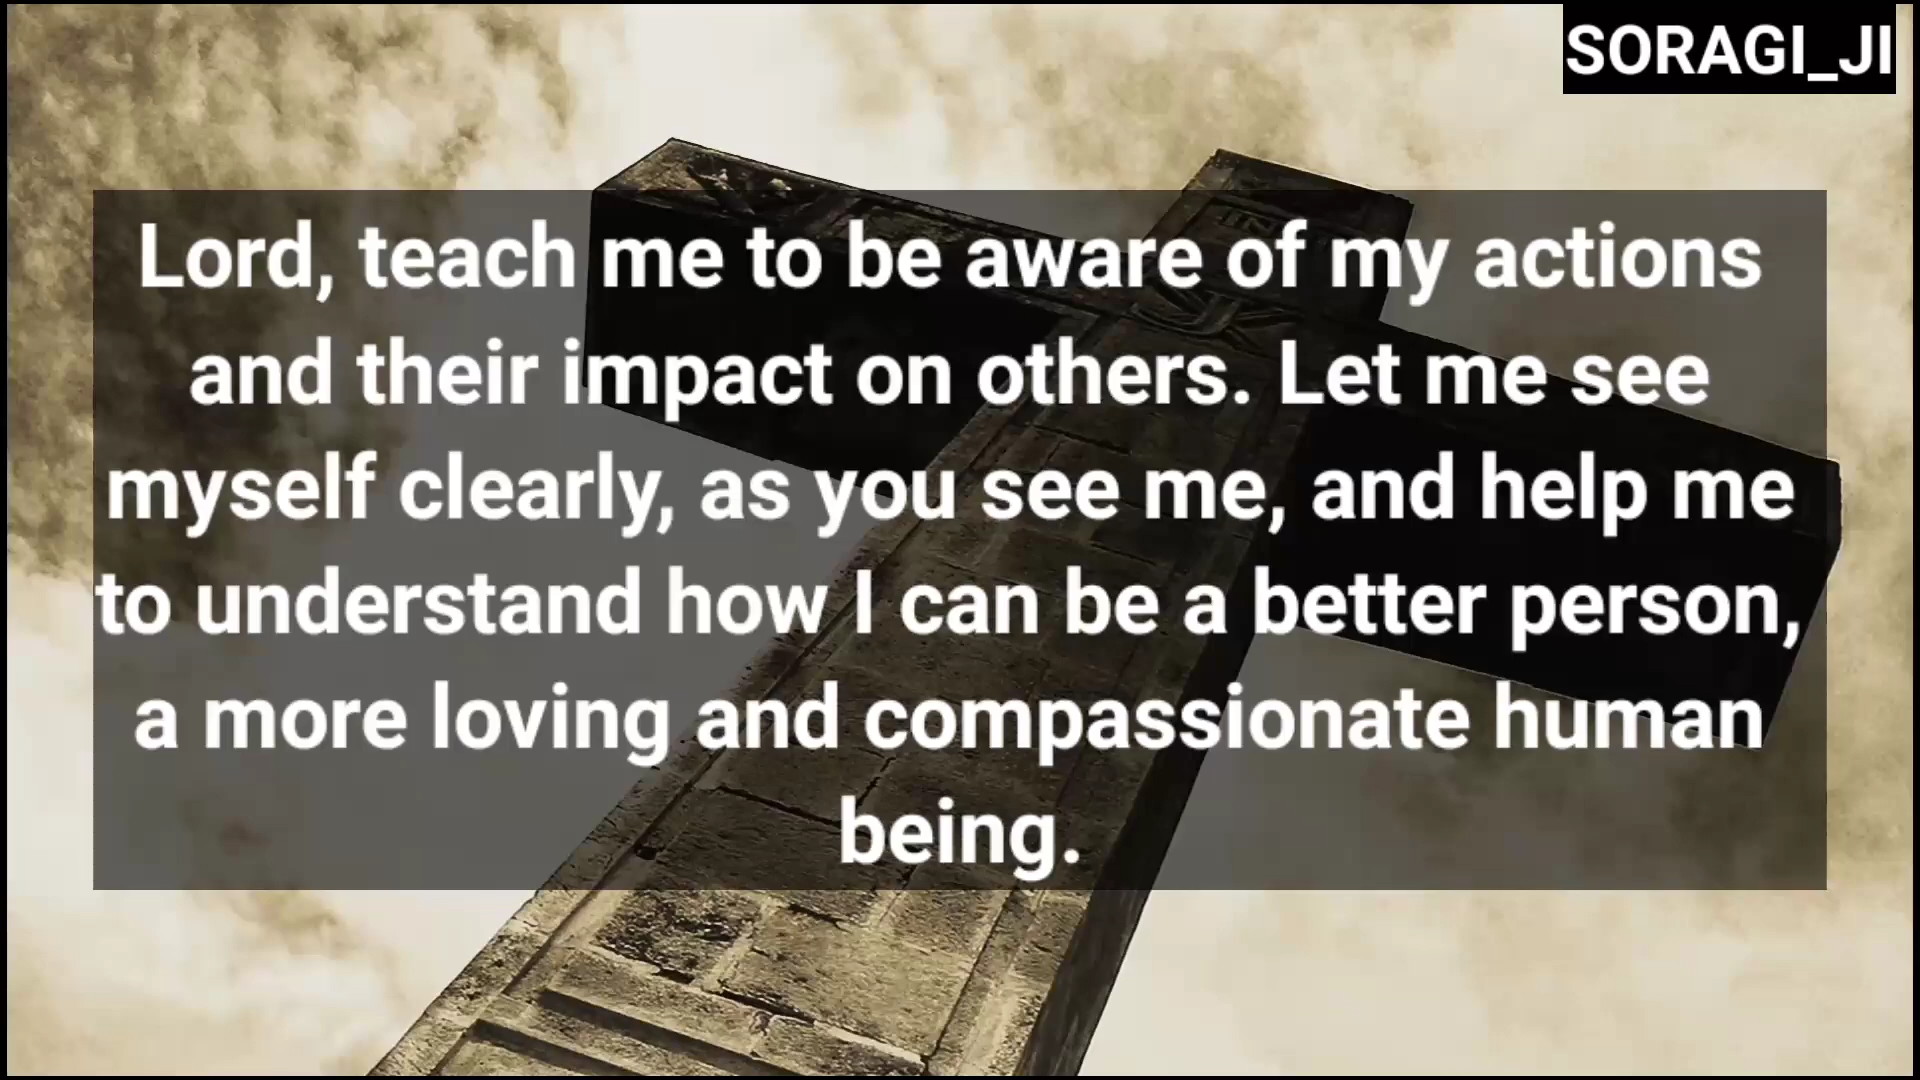 SORAGI_JI
Lord, teach me to be aware of my actions
and their impact on others. Let me see
myself clearly, as you see me, and help me
to understand how I can be a better person,
a more loving and compassionate human
being.